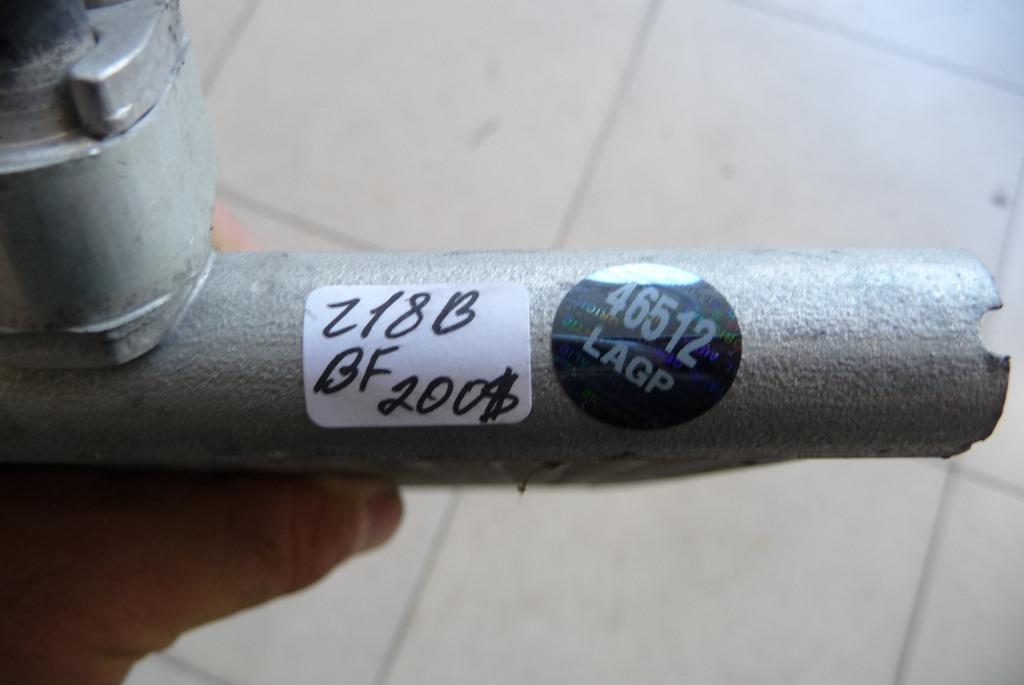 Z18B
BF
200$
46512
LAGP